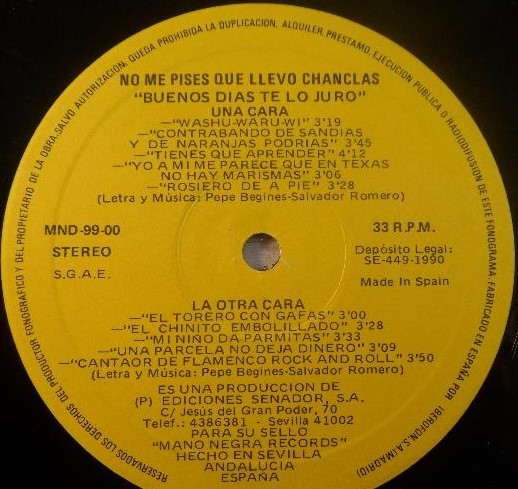 RESERVADOS LOS DERECHOS DEL PRODUCTOR FONOGRAFICO Y DEL PROPIETARIO DE LA OBRA. SALVO AUTORIZACION, QUEDA PROHIBIDA LA DUPLICACION, ALQUILER, PRESTAMO, EJECUCION PUBLICA O RADIODIFUSION DE ESTE FONOGRAMA: FABRICADO EN ESPAÑA POR IBEROFON, S.A. (MADRID)
NO ME PISES QUE LLEVO CHANCLAS
"BUENOS DIAS TE LO JURO"
UNA CARA
—"WASHU-WARU-WI" 3'19
—"CONTRABANDO DE SANDIAS
Y DE NARANJAS PODRIAS" 3'45
—"TIENES QUE APRENDER" 4'12
—"YO A MI ME PARECE QUE EN TEXAS
NO HAY MARISMAS" 3'06
—"ROSIERO DE A PIE" 3'28
(Letra y Música: Pepe Begines-Salvador Romero)
MND-99-00
STEREO
S.G.A.E.
33 R.P.M.
Depósito Legal:
SE-449-1990
Made In Spain
LA OTRA CARA
—"EL TORERO CON GAFAS" 3'00
—"EL CHINITO EMBOLILLADO" 3'28
—"MI NINO DA PARMITAS" 3'33
—"UNA PARCELA NO DEJA DINERO" 3'09
—"CANTAOR DE FLAMENCO ROCK AND ROLL" 3'50
(Letra y Música: Pepe Begines-Salvador Romero)
ES UNA PRODUCCION DE
(P) EDICIONES SENADOR, S.A.
C/ Jesús del Gran Poder, 70
Telef.: 4386381 - Sevilla 41002
PARA SU SELLO
"MANO NEGRA RECORDS"
HECHO EN SEVILLA
ANDALUCIA
ESPAÑA